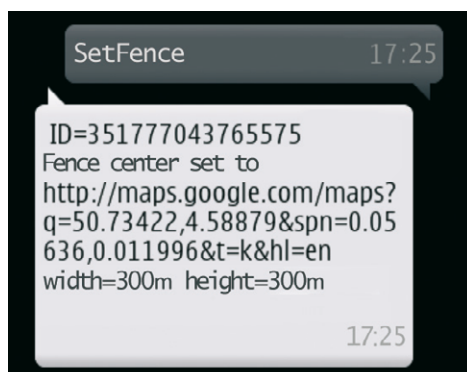 SetFence 17:25
ID=351777043765575
Fence center set to
http://maps.google.com/maps?
q=50.73422,4.58879&spn=0.05
636,0.011996&t=k&hl=en
width=300m height=300m
17:25